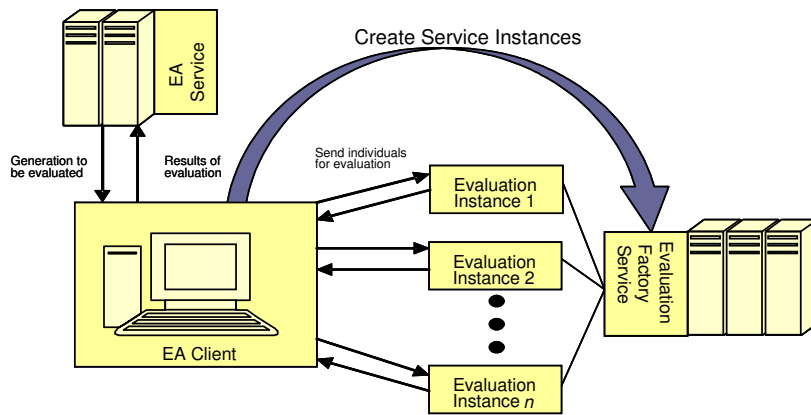 Create Service Instances
EA
Service
Generation to
be evaluated
Results of
evaluation
Send individuals
for evaluation
Evaluation
Instance 1
Evaluation
Instance 2
Evaluation
Instance n
EA Client
Evaluation
Factory
Service